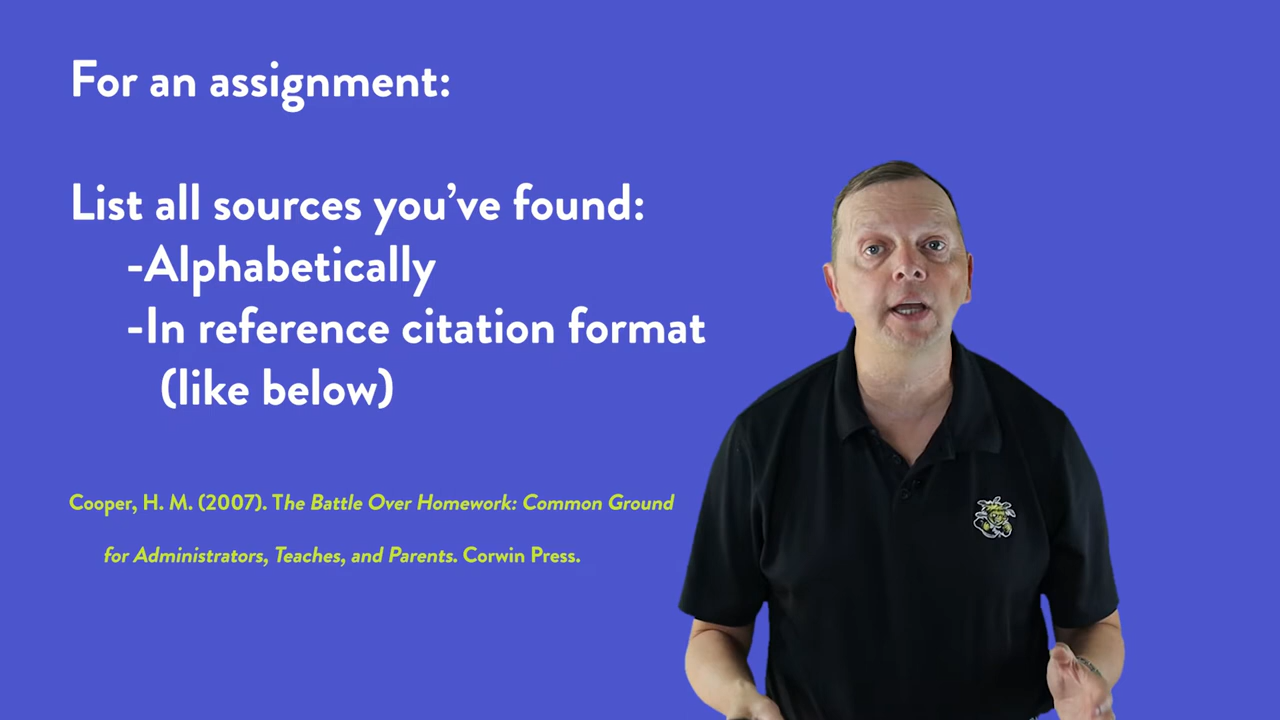 For an assignment:
List all sources you’ve found:
-Alphabetically
-In reference citation format
(like below)
Cooper, H. M. (2007). The Battle Over Homework: Common Ground
for Administrators, Teaches, and Parents. Corwin Press.